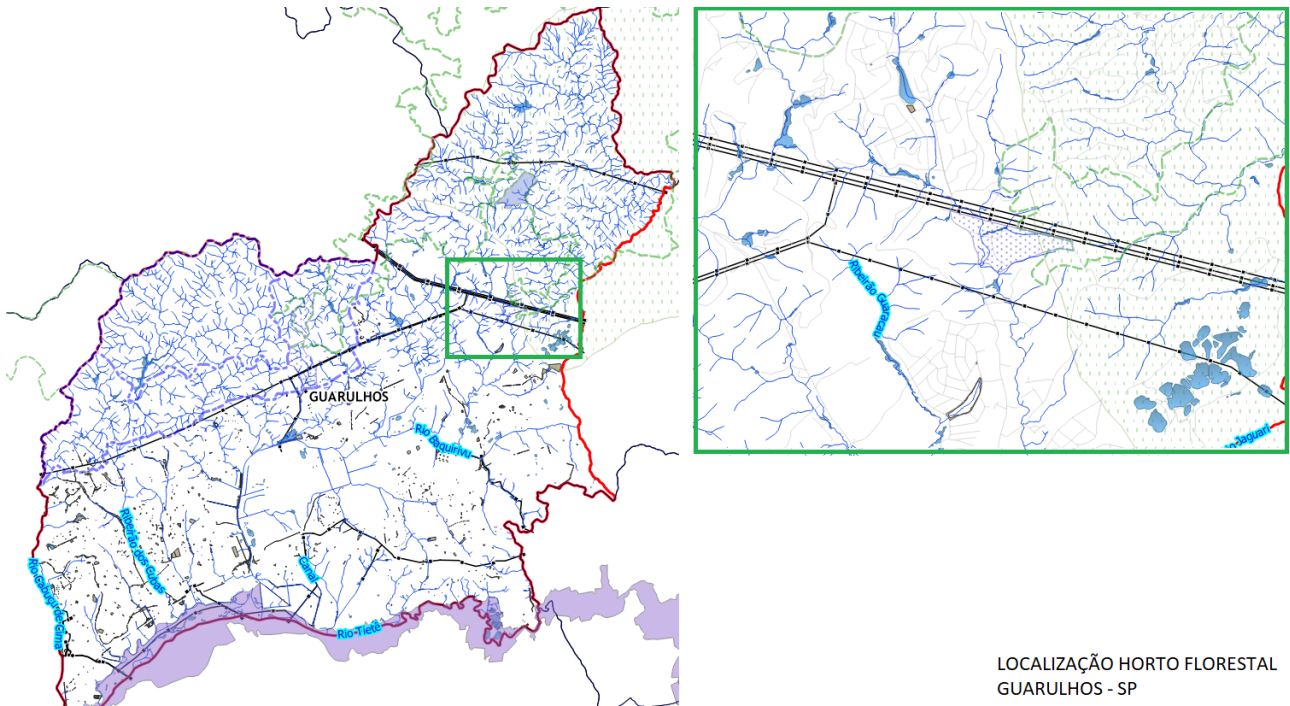 GUARULHOS
Rio Baquirivu
Ribeirão dos Cubas
Rio Cabuçu de Cima
Canal
Rio Tietê
Ribeirão Guaraçau
Jaguari
LOCALIZAÇÃO HORTO FLORESTAL
GUARULHOS - SP